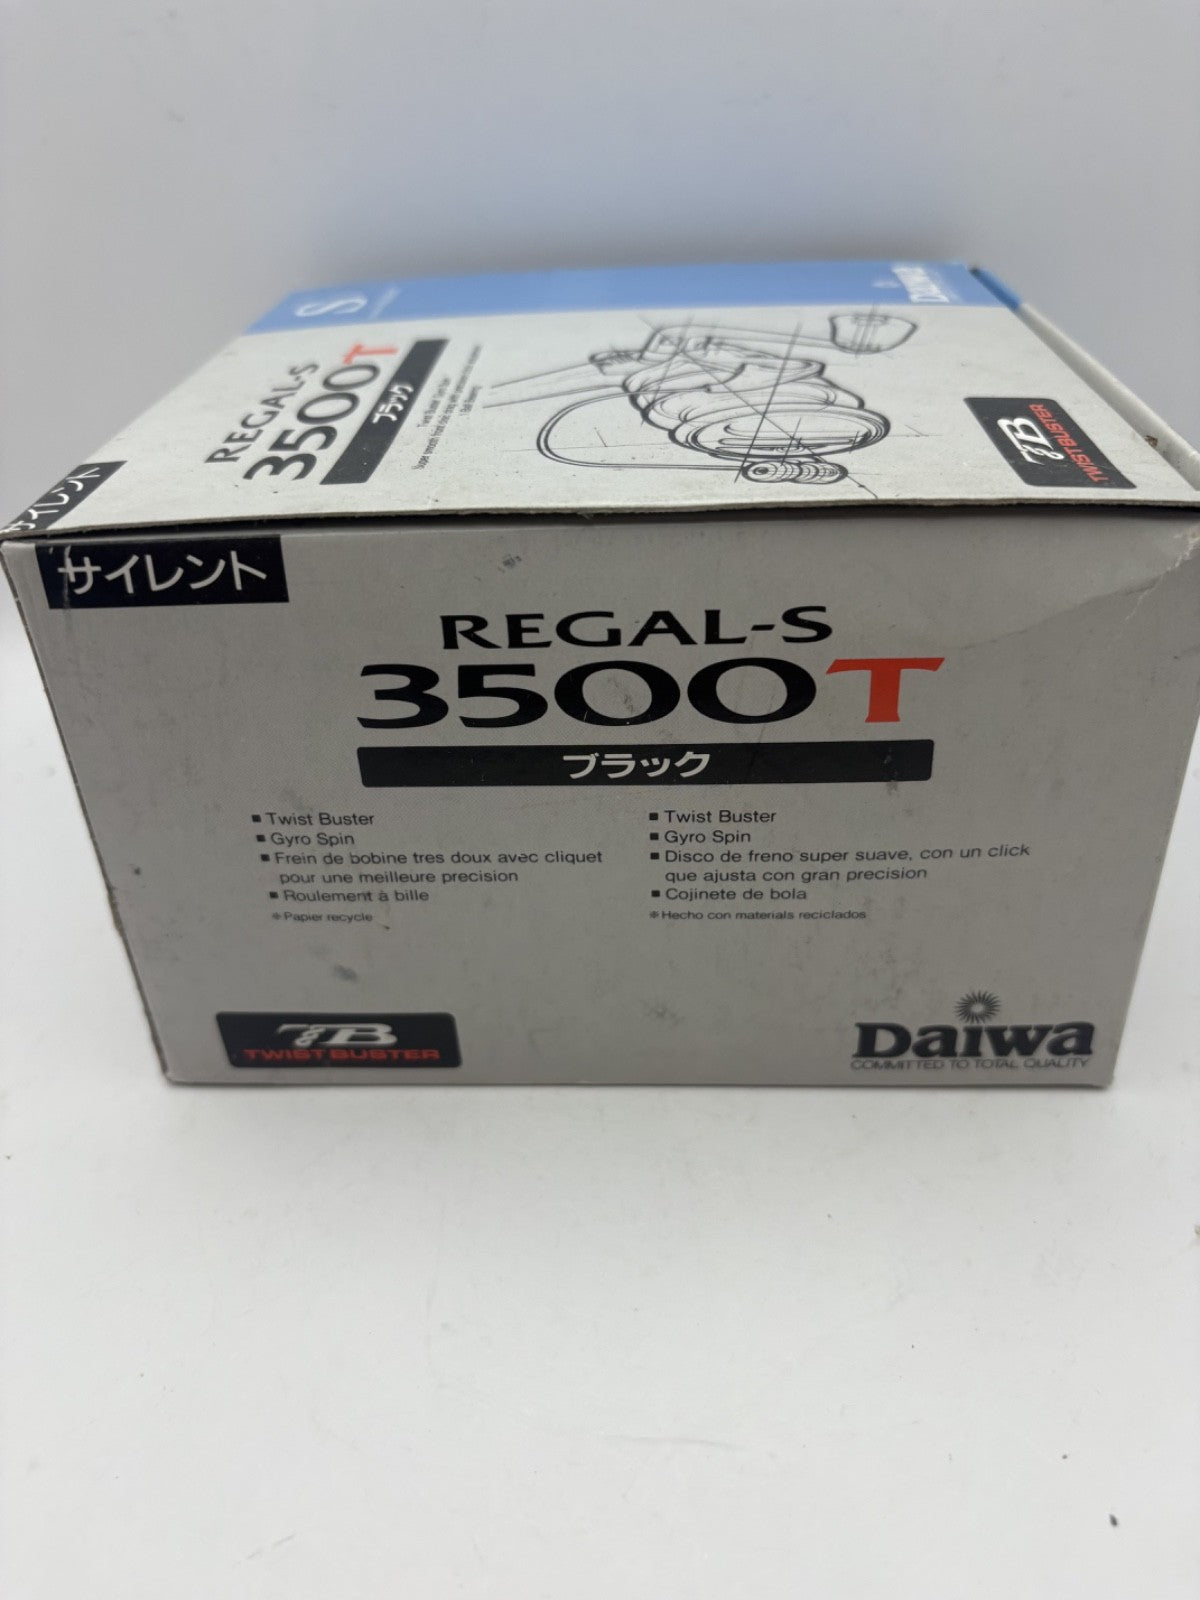 S
DAIWA
REGAL-S
3500T
ブラック
Twist Buster
TB
TWIST BUSTER
サイレント
サイレント
REGAL-S
3500T
ブラック
■ Twist Buster
■ Gyro Spin
■ Frein de bobine tres doux avec cliquet
pour une meilleure precision
■ Roulement à bille
※Papier recycle
■ Twist Buster
■ Gyro Spin
■ Disco de freno super suave, con un click
que ajusta con gran precision
■ Cojinete de bola
※Hecho con materials reciclados
TB
TWIST BUSTER
Daiwa
COMMITTED TO TOTAL QUALITY